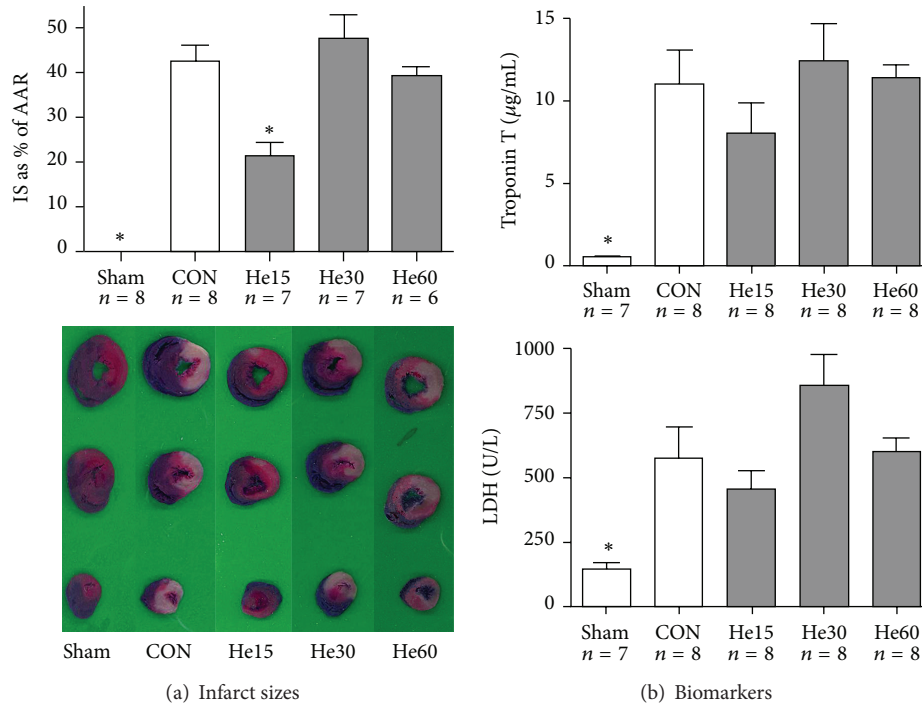 50
40
30
20
10
0
IS as % of AAR
*
*
Sham CON He15 He30 He60
n = 8 n = 8 n = 7 n = 7 n = 6
Sham CON He15 He30 He60
(a) Infarct sizes
15
10
5
0
Troponin T (μg/mL)
*
Sham CON He15 He30 He60
n = 7 n = 8 n = 8 n = 8 n = 8
1000
750
500
250
0
LDH (U/L)
*
Sham CON He15 He30 He60
n = 7 n = 8 n = 8 n = 8 n = 8
(b) Biomarkers